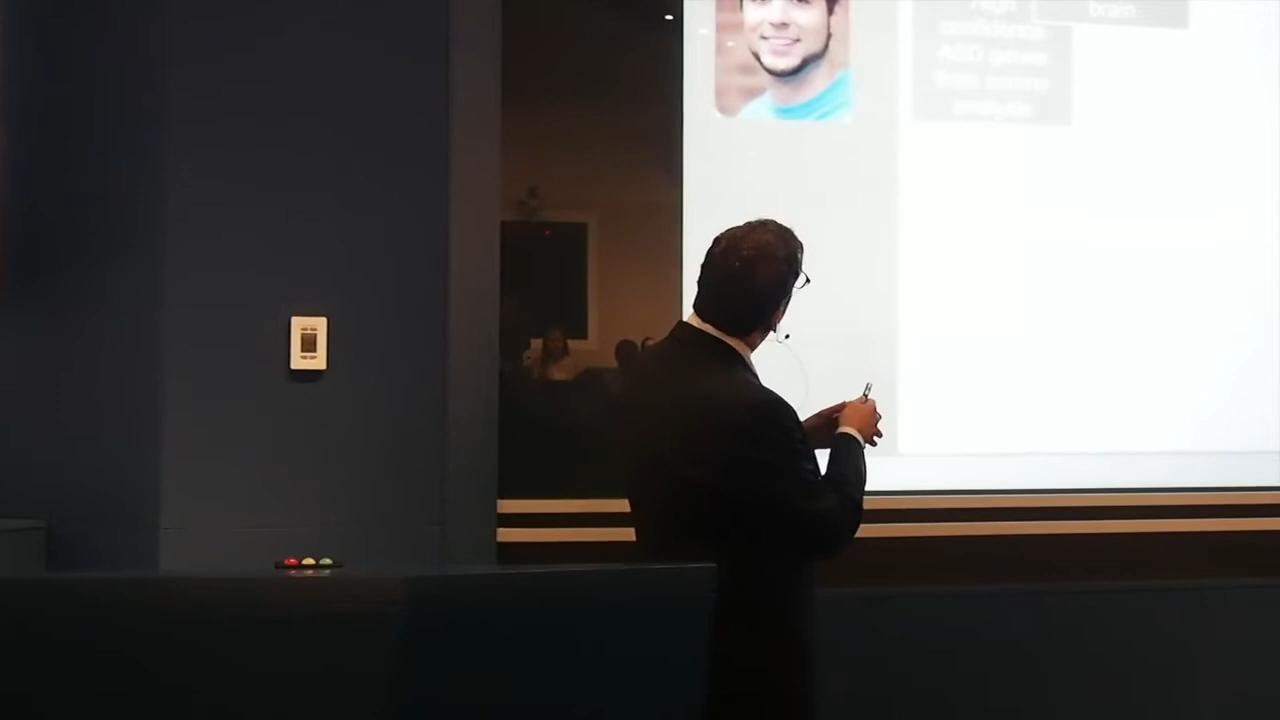 High
confidence
ASD genes
from exome
analysis
brain